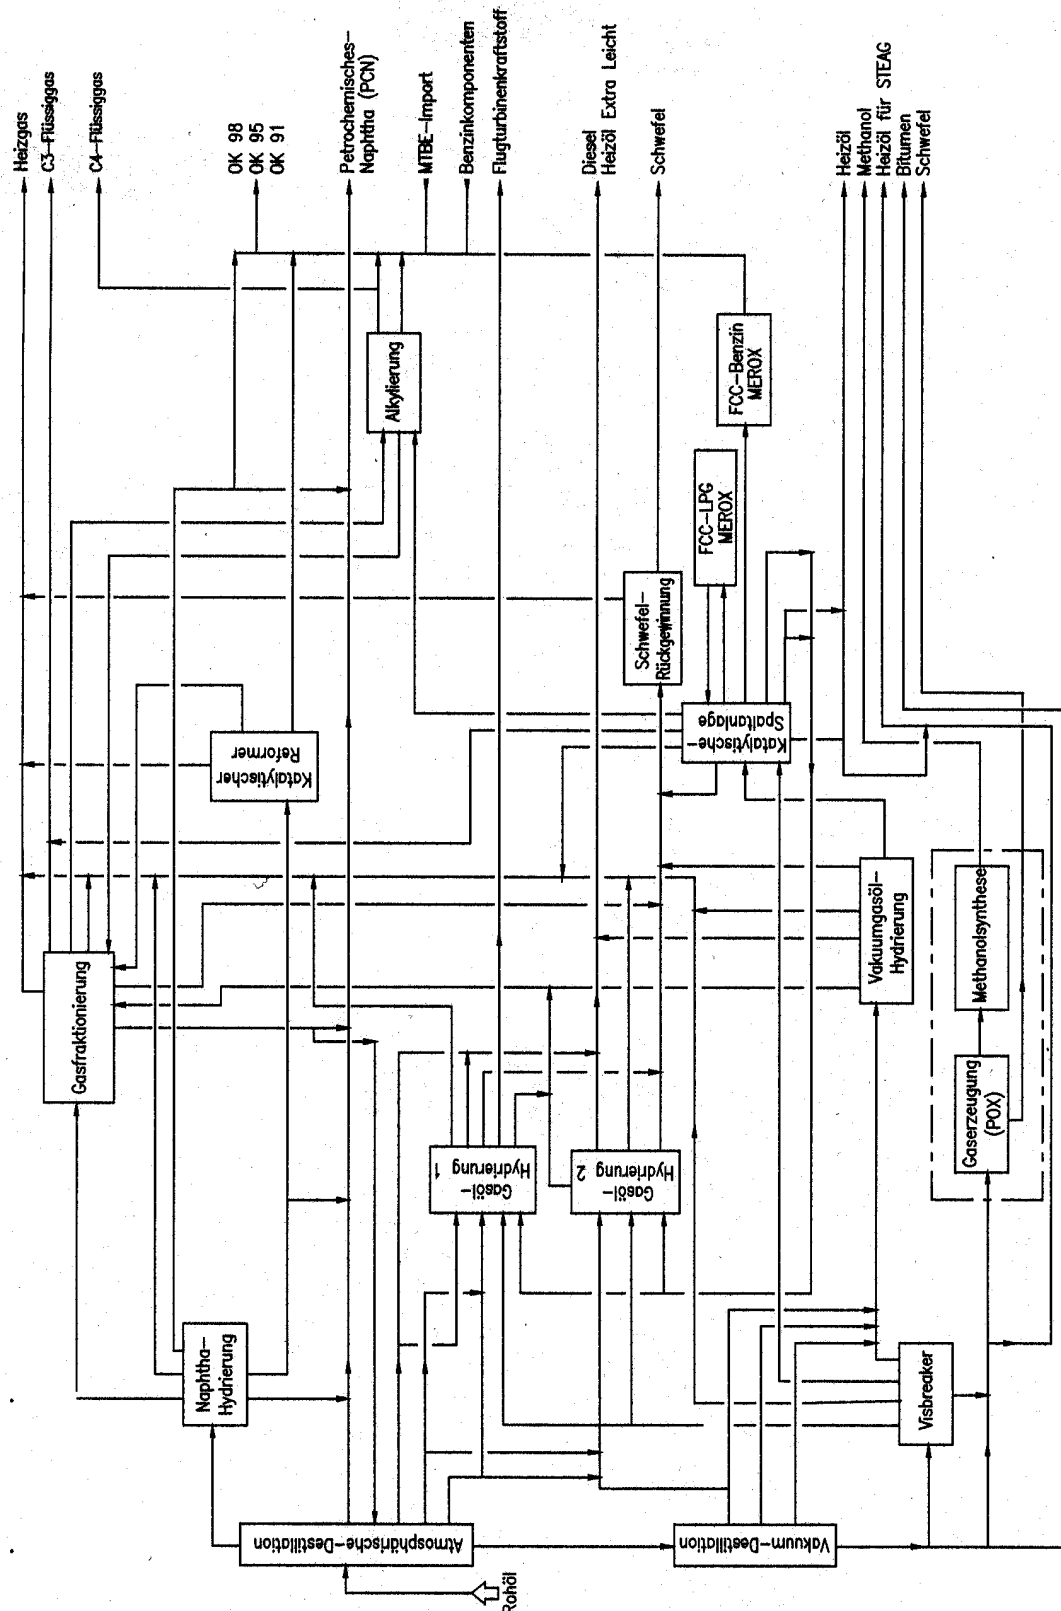 Heizgas
C3-Flüssiggas
C4-Flüssiggas
OK 98
OK 95
OK 91
Petrochemisches-
Naphtha (PCN)
MTBE-Import
Benzinkomponenten
Flugturbinenkraftstoff
Diesel
Heizöl Extra Leicht
Schwefel
Heizöl
Methanol
Heizöl für STEAG
Bitumen
Schwefel
Alkylierung
FCC-Benzin
MEROX
FCC-LPG
MEROX
Schwefel-
Rückgewinnung
Katalytischer
Reformer
Katalytische-
Spaltanlage
Gasfraktionierung
Vakuumgasöl-
Hydrierung
Methanolsynthese
Gaserzeugung
(POX)
Gasöl-
Hydrierung
1
Gasöl-
Hydrierung
2
Naphtha-
Hydrierung
Visbreaker
Atmosphärische-Destillation
Vakuum-Destillation
Rohöl